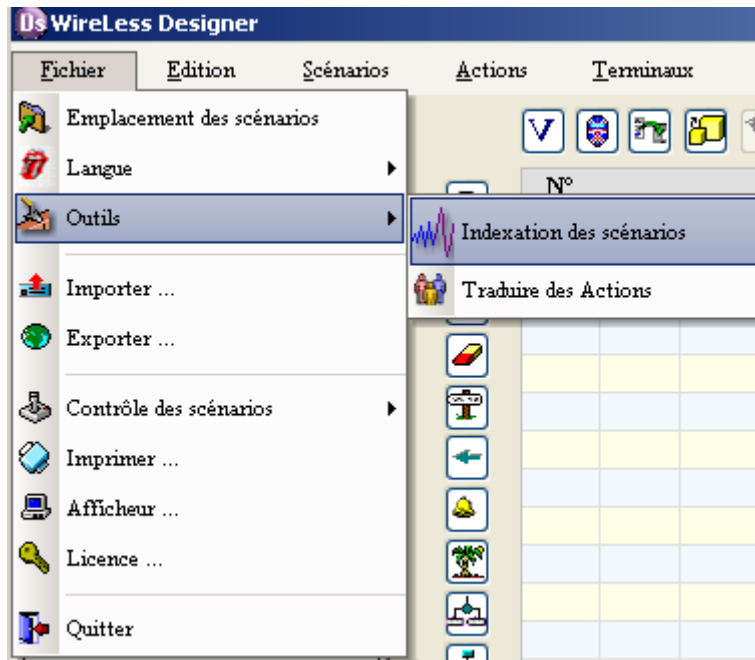 Ds WireLess Designer
Fichier Edition Scénarios Actions Terminaux
Emplacement des scénarios
Langue
N°
Outils
Indexation des scénarios
Traduire des Actions
Importer ...
Exporter ...
Contrôle des scénarios
Imprimer ...
Afficheur ...
Licence ...
Quitter